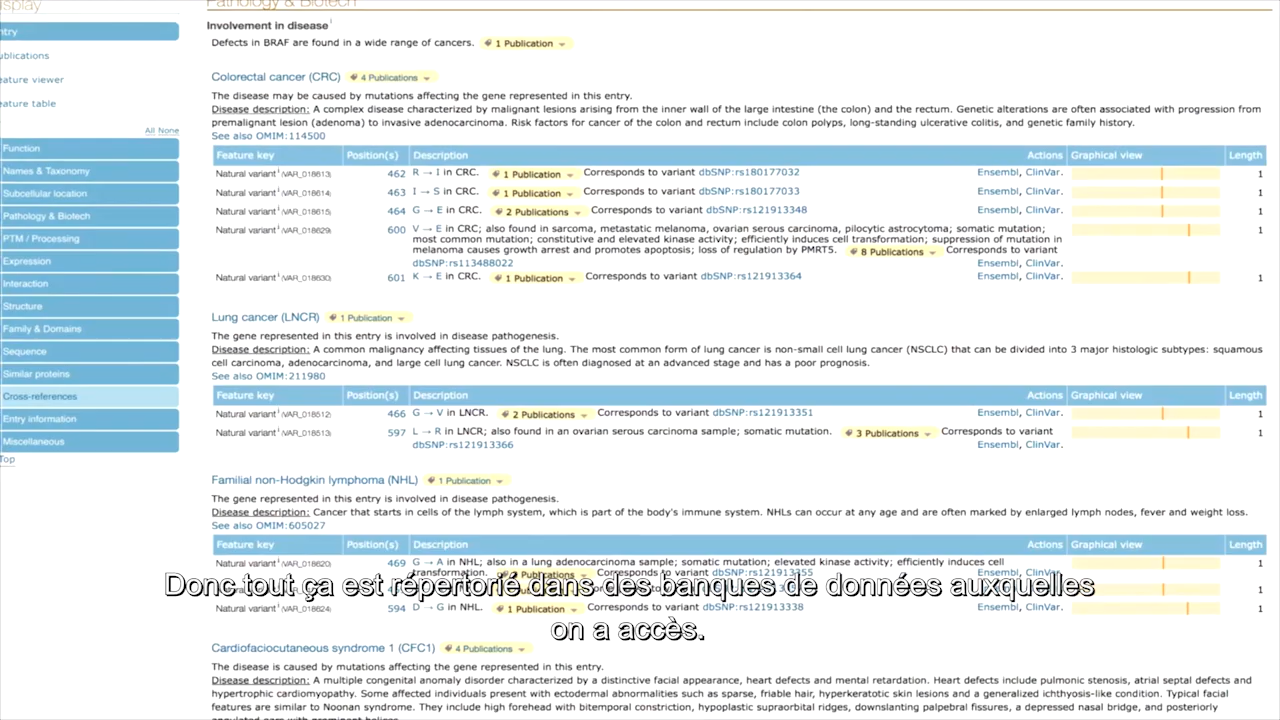 Pathology & Biotech
Involvement in disease i
Defects in BRAF are found in a wide range of cancers. 1 Publication
Colorectal cancer (CRC) 4 Publications
The disease may be caused by mutations affecting the gene represented in this entry.
Disease description: A complex disease characterized by malignant lesions arising from the inner wall of the large intestine (the colon) and the rectum. Genetic alterations are often associated with progression from
premalignant lesion (adenoma) to invasive adenocarcinoma. Risk factors for cancer of the colon and rectum include colon polyps, long-standing ulcerative colitis, and genetic family history.
See also OMIM:114500
Feature key Position(s) Description Actions Graphical view Length
Natural variant i (VAR_018613) 462 R → I in CRC. 1 Publication Corresponds to variant dbSNP:rs180177032 Ensembl, ClinVar. 1
Natural variant i (VAR_018614) 463 I → S in CRC. 1 Publication Corresponds to variant dbSNP:rs180177033 Ensembl, ClinVar. 1
Natural variant i (VAR_018615) 464 G → E in CRC. 2 Publications Corresponds to variant dbSNP:rs121913348 Ensembl, ClinVar. 1
Natural variant i (VAR_018629) 600 V → E in CRC; also found in sarcoma, metastatic melanoma, ovarian serous carcinoma, pilocytic astrocytoma; somatic mutation; Ensembl, ClinVar. 1
most common mutation; constitutive and elevated kinase activity; efficiently induces cell transformation; suppression of mutation in
melanoma causes growth arrest and promotes apoptosis; loss of regulation by PMRT5. 8 Publications Corresponds to variant
dbSNP:rs113488022
Natural variant i (VAR_018630) 601 K → E in CRC. 1 Publication Corresponds to variant dbSNP:rs121913364 Ensembl, ClinVar. 1
Lung cancer (LNCR) 1 Publication
The gene represented in this entry is involved in disease pathogenesis.
Disease description: A common malignancy affecting tissues of the lung. The most common form of lung cancer is non-small cell lung cancer (NSCLC) that can be divided into 3 major histologic subtypes: squamous
cell carcinoma, adenocarcinoma, and large cell lung cancer. NSCLC is often diagnosed at an advanced stage and has a poor prognosis.
See also OMIM:211980
Feature key Position(s) Description Actions Graphical view Length
Natural variant i (VAR_018512) 466 G → V in LNCR. 2 Publications Corresponds to variant dbSNP:rs121913351 Ensembl, ClinVar. 1
Natural variant i (VAR_018513) 597 L → R in LNCR; also found in an ovarian serous carcinoma sample; somatic mutation. 3 Publications Corresponds to variant 1
dbSNP:rs121913366 Ensembl, ClinVar.
Familial non-Hodgkin lymphoma (NHL) 1 Publication
The gene represented in this entry is involved in disease pathogenesis.
Disease description: Cancer that starts in cells of the lymph system, which is part of the body's immune system. NHLs can occur at any age and are often marked by enlarged lymph nodes, fever and weight loss.
See also OMIM:605027
Feature key Position(s) Description Actions Graphical view Length
Natural variant i (VAR_018620) 469 G → A in NHL; also in a lung adenocarcinoma sample; somatic mutation; elevated kinase activity; efficiently induces cell 1
transformation. Publications Corresponds to variant dbSNP:rs121913355 Ensembl, ClinVar.
Natural variant i (VAR_018624) 594 D → G in NHL. 1 Publication Corresponds to variant dbSNP:rs121913338 Ensembl, ClinVar. 1
Cardiofaciocutaneous syndrome 1 (CFC1) 4 Publications
The disease is caused by mutations affecting the gene represented in this entry.
Disease description: A multiple congenital anomaly disorder characterized by a distinctive facial appearance, heart defects and mental retardation. Heart defects include pulmonic stenosis, atrial septal defects and
hypertrophic cardiomyopathy. Some affected individuals present with ectodermal abnormalities such as sparse, friable hair, hyperkeratotic skin lesions and a generalized ichthyosis-like condition. Typical facial
features are similar to Noonan syndrome. They include high forehead with bitemporal constriction, hypoplastic supraorbital ridges, downslanting palpebral fissures, a depressed nasal bridge, and posteriorly
angulated ears with prominent helices.
isplay
ntry
ublications
eature viewer
eature table
All None
Function
Names & Taxonomy
Subcellular location
Pathology & Biotech
PTM / Processing
Expression
Interaction
Structure
Family & Domains
Sequence
Similar proteins
Cross-references
Entry information
Miscellaneous
Top
Donc tout ça est répertorié dans des banques de données auxquelles
on a accès.